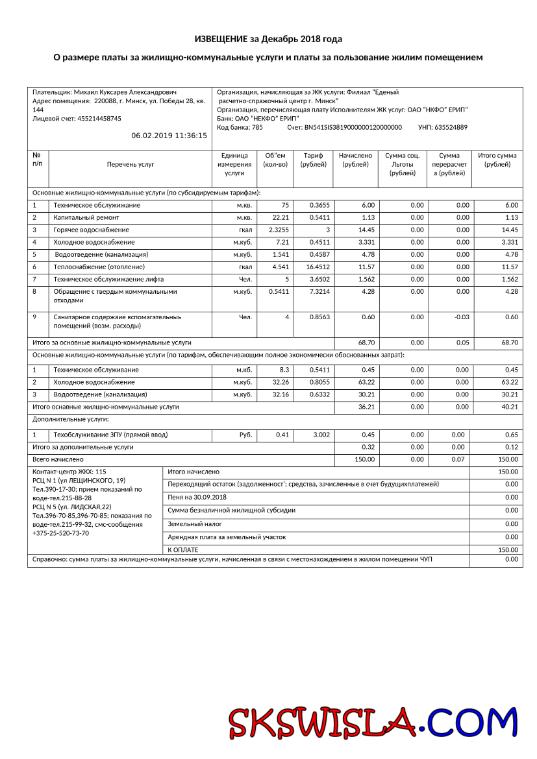 ИЗВЕЩЕНИЕ за Декабрь 2018 года
О размере платы за жилищно-коммунальные услуги и платы за пользование жилим помещением
Плательщик: Михаил Куксарев Александрович
Адрес помещения: 220088, г. Минск, ул. Победы 28, кв.
144
Лицевой счет: 455214458745
06.02.2019 11:36:15
Организация, начисляющая за ЖК услуги: Филиал "Еденый
расчетно-спражочный центр г. Минск"
Организация, перечисляющая плату Исполнителям ЖК услуг: ОАО "НКФО" ЕРИП"
Банк: ОАО "НЕКФО" ЕРИП"
Код банка: 785 Счет: BN5415IS3819000000120000000 УНП: 635524889
№ п/п Перечень услуг Единица измерения услуги Об"ем (кол-во) Тариф (рублей) Начислено (рублей) Сумма соц. Льготы (рублей) Сумма перерасчет а (рублей) Итого сумма (рублей)
Основные жилищно-коммунальные услуги (по субсидируемым тарифам):
1 Техническое обслуживание м.кв. 75 0.3655 6.00 0.00 0.00 6.00
2 Капитальный ремонт м.кв. 22.21 0.5411 1.13 0.00 0.00 1.13
3 Горячее водоснабжение гкал 2.3255 3 14.45 0.00 0.00 14.45
4 Холодное водоснабжение м.куб. 7.21 0.4511 3.331 0.00 0.00 3.331
5 Водоотведение (канализация) м.куб. 1.541 0.4587 4.78 0.00 0.00 4.78
6 Теплоснабжение (отопление) гкал 4.541 16.4512 11.57 0.00 0.00 11.57
7 Техническое обслужижаение лифта Чел. 5 3.6502 1.562 0.00 0.00 1.562
8 Обращение с твердым коммунальными отходами м.куб. 0.5411 7.3214 4.28 0.00 0.00 4.28
9 Санитарное содержаие вспомагательнь помещений (возм. расходы) Чел. 4 0.8563 0.60 0.00 -0.03 0.60
Итого за основные жилищно-коммунальные услуги 68.70 0.00 0.05 68.70
Основные жилищно-коммунальные услуги (по тарифам, обеспечивающим полное экономически обоснованных затрат):
1 Техническое обслуживание м.кб. 8.3 0.5411 0.45 0.00 0.00 0.45
2 Холодное водоснабжение м.куб. 32.26 0.8055 63.22 0.00 0.00 63.22
3 Водоотведение (канализация) м.куб. 32.16 0.6332 30.21 0.00 0.00 30.21
Итого основные жилищно-коммунальные услуги 36.21 0.00 0.00 40.21
Дополнительные услуги:
1 Техобслуживание ЗПУ (прямой ввод) Руб. 0.41 3.002 0.45 0.00 0.00 0.65
Итого за дополнительные услуги 0.32 0.00 0.00 0.12
Всего начислено 150.00 0.00 0.07 150.00
Контакт-центр ЖКХ: 115
РСЦ N 1 (ул ЛЕЩИНСКОГО, 19)
Тел.390-17-30; прием показаний по
воде-тел.215-88-28
РСЦ N 5 (ул. ЛИДСКАЯ,22)
Тел.396-70-85,396-70-85; показания по
воде-тел.215-99-32, смс-сообщения
+375-25-520-73-70
Итого начислено 150.00
Переходящий остаток (задолженност'; средства, зачисленные в счет будущихплатежей) 0.00
Пеня на 30.09.2018 0.00
Сумма безналичной жилищной субсидии 0.00
Земельный налог 0.00
Арендная плата за земельный участок 0.00
К ОПЛАТЕ 150.00
Справочно: сумма платы за жилищно-коммунальные услуги, начисленная в связи с местонахождением в жилом помещении ЧУП 0.00
SKSWISLA.COM